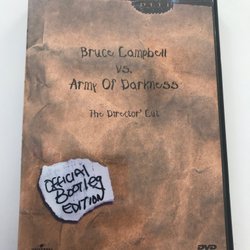 Bruce Campbell
vs.
Army Of Darkness
The Director' Cut
OFFICIAL
BOOTLEG
EDITION
DVD